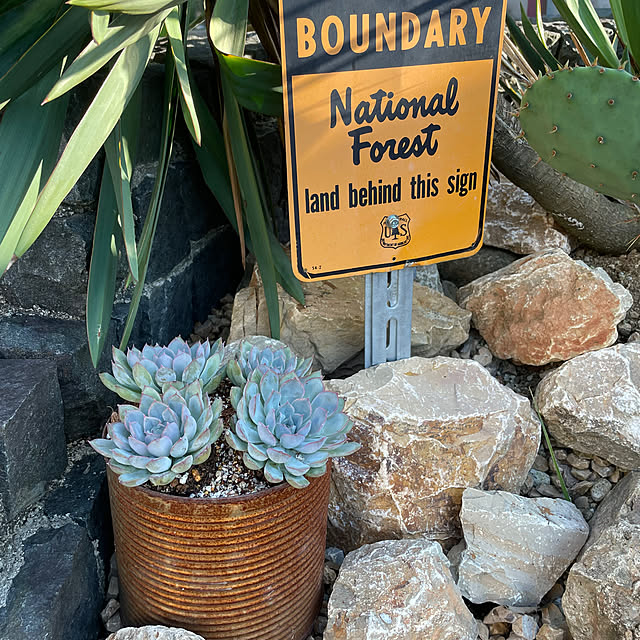 BOUNDARY
National
Forest
land behind this sign
U S